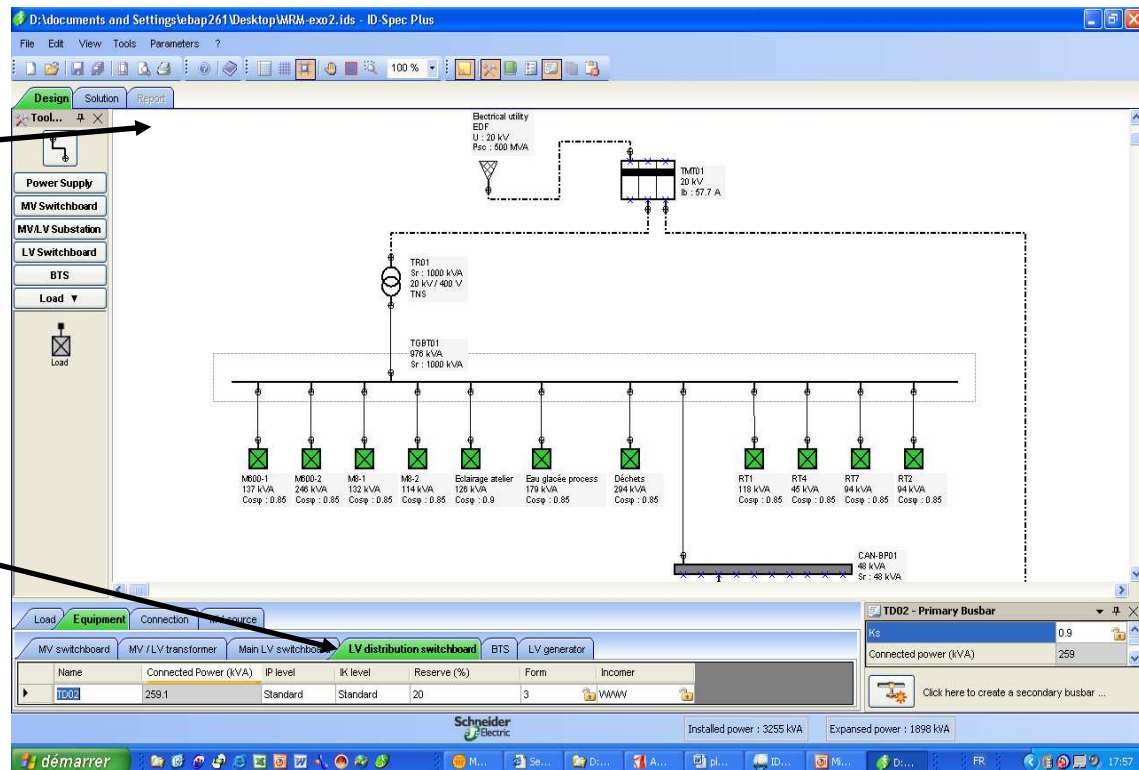 D:\documents and Settings\ebap261\Desktop\MRM-exo2.ids - ID-Spec Plus
File Edit View Tools Parameters ?
100 %
Design Solution Report
Tool...
Power Supply
MV Switchboard
MV/LV Substation
LV Switchboard
BTS
Load
Load
Electrical utility
EDF
U : 20 kV
Psc : 500 MVA
TMT01
20 kV
Ib : 57.7 A
TR01
Sr : 1000 kVA
20 kV / 400 V
TNS
TGBT01
976 kVA
Sr : 1000 kVA
M600-1
137 kVA
Cosφ : 0.85
M600-2
246 kVA
Cosφ : 0.85
M8-1
132 kVA
Cosφ : 0.85
M8-2
114 kVA
Cosφ : 0.85
Eclairage atelier
126 kVA
Cosφ : 0.9
Eau glacée process
179 kVA
Cosφ : 0.85
Déchets
294 kVA
Cosφ : 0.85
RT1
118 kVA
Cosφ : 0.85
RT4
45 kVA
Cosφ : 0.85
RT7
94 kVA
Cosφ : 0.85
RT2
94 kVA
Cosφ : 0.85
CAN-BP01
48 kVA
Sr : 48 kVA
Load Equipment Connection source
MV switchboard MV / LV transformer Main LV switchboard LV distribution switchboard BTS LV generator
Name Connected Power (kVA) IP level IK level Reserve (%) Form Incomer
TD02 259.1 Standard Standard 20 3 WWW
TD02 - Primary Busbar
Ks 0.9
Connected power (kVA) 259
Click here to create a secondary busbar ...
Schneider
Electric
Installed power : 3255 kVA
Expansed power : 1898 kVA
démarrer M... Se... D:... A... pl... ID... Mi... D:... FR 17:57